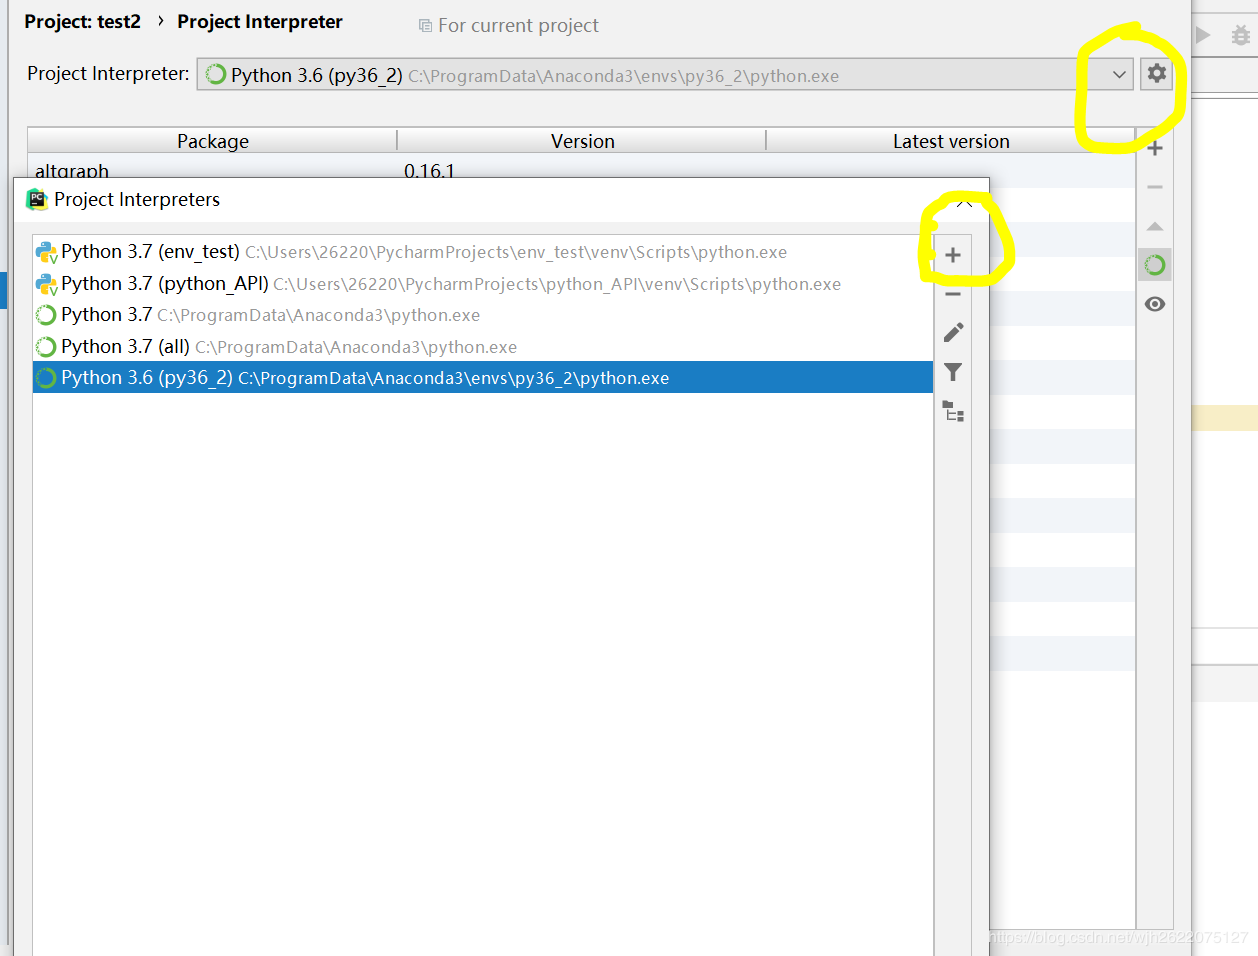 Project: test2 › Project Interpreter For current project
Project Interpreter: Python 3.6 (py36_2) C:\ProgramData\Anaconda3\envs\py36_2\python.exe
Package Version Latest version
altgraph 0.16.1
PC Project Interpreters
Python 3.7 (env_test) C:\Users\26220\PycharmProjects\env_test\venv\Scripts\python.exe
Python 3.7 (python_API) C:\Users\26220\PycharmProjects\python_API\venv\Scripts\python.exe
Python 3.7 C:\ProgramData\Anaconda3\python.exe
Python 3.7 (all) C:\ProgramData\Anaconda3\python.exe
Python 3.6 (py36_2) C:\ProgramData\Anaconda3\envs\py36_2\python.exe
https://blog.csdn.net/wjh2622075127